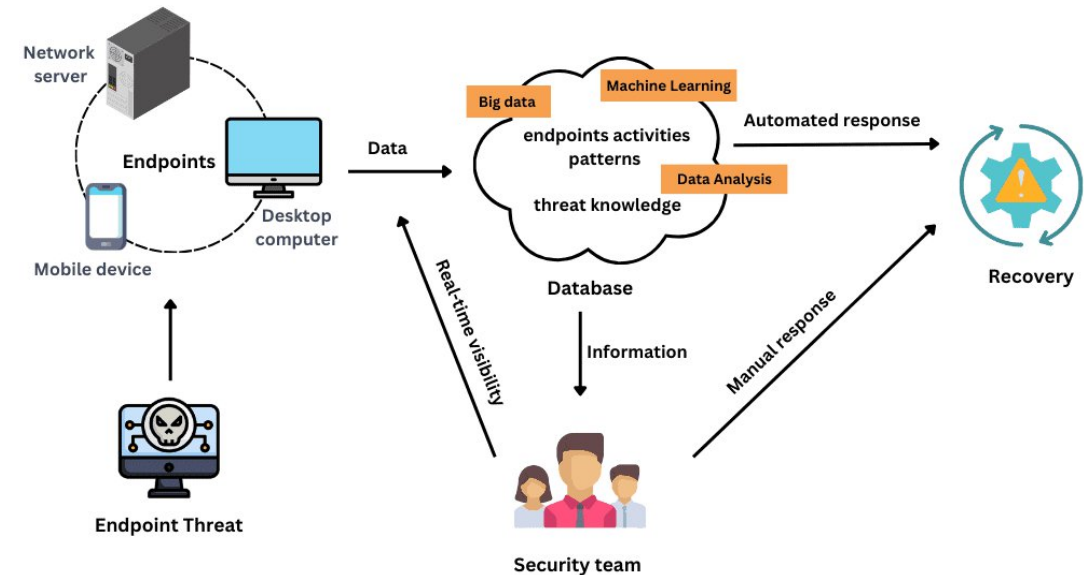 Network
server
Endpoints
Desktop
computer
Mobile device
Endpoint Threat
Data
Real-time visibility
Big data
Machine Learning
endpoints activities
patterns
Data Analysis
threat knowledge
Database
Information
Security team
Automated response
Manual response
Recovery